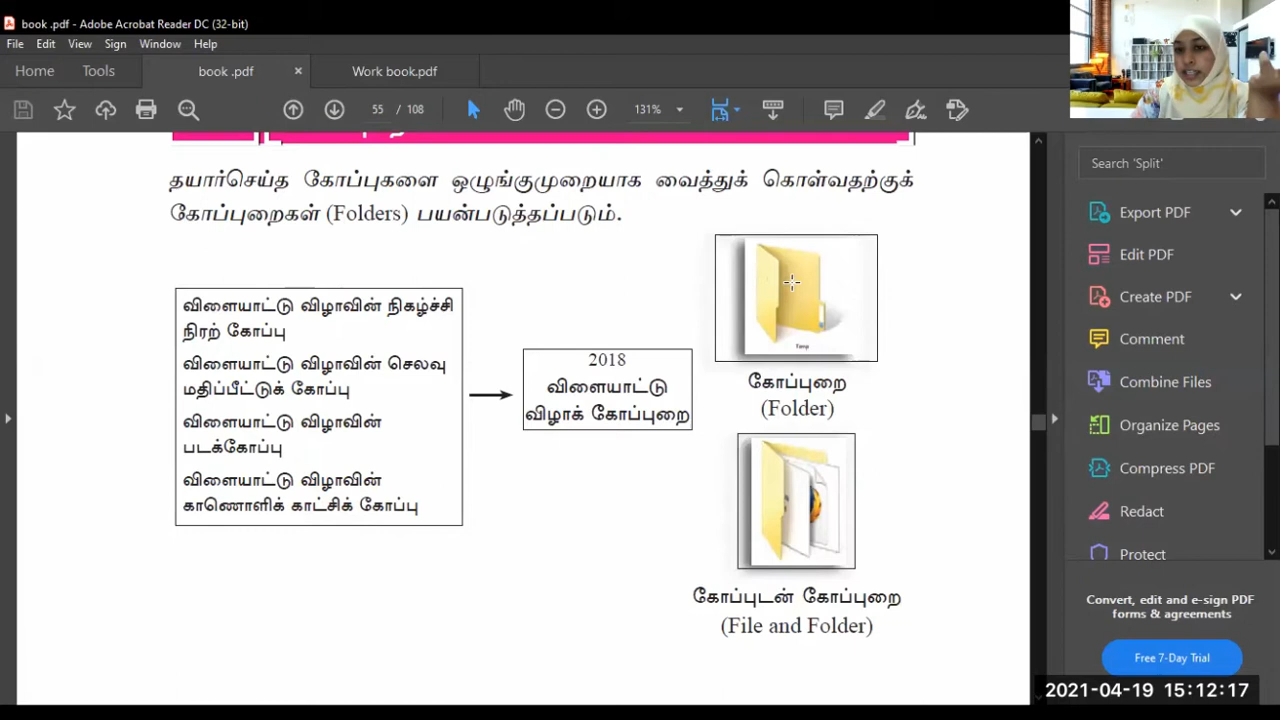 book .pdf - Adobe Acrobat Reader DC (32-bit)
File Edit View Sign Window Help
Home Tools book .pdf × Work book.pdf
55 / 108 131%
தயார்செய்த கோப்புகளை ஒழுங்குமுறையாக வைத்துக் கொள்வதற்குக்
கோப்புறைகள் (Folders) பயன்படுத்தப்படும்.
விளையாட்டு விழாவின் நிகழ்ச்சி
நிரற் கோப்பு
விளையாட்டு விழாவின் செலவு
மதிப்பீட்டுக் கோப்பு
விளையாட்டு விழாவின்
படக்கோப்பு
விளையாட்டு விழாவின்
காணொளிக் காட்சிக் கோப்பு
2018
விளையாட்டு
விழாக் கோப்புறை
Temp
கோப்புறை
(Folder)
கோப்புடன் கோப்புறை
(File and Folder)
Search 'Split'
Export PDF
Edit PDF
Create PDF
Comment
Combine Files
Organize Pages
Compress PDF
Redact
Protect
Convert, edit and e-sign PDF
forms & agreements
Free 7-Day Trial
2021-04-19 15:12:17